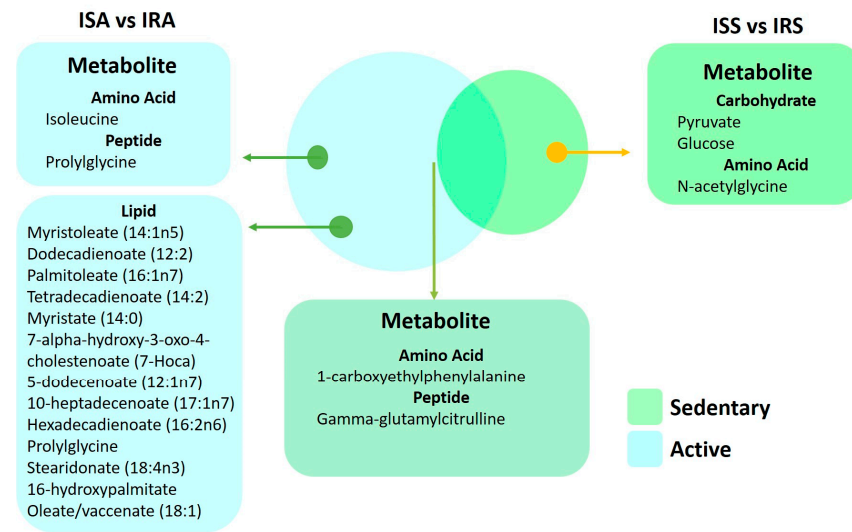 ISA vs IRA
Metabolite
Amino Acid
Isoleucine
Peptide
Prolylglycine
Lipid
Myristoleate (14:1n5)
Dodecadienoate (12:2)
Palmitoleate (16:1n7)
Tetradecadienoate (14:2)
Myristate (14:0)
7-alpha-hydroxy-3-oxo-4-
cholestenoate (7-Hoca)
5-dodecenoate (12:1n7)
10-heptadecenoate (17:1n7)
Hexadecadienoate (16:2n6)
Prolylglycine
Stearidonate (18:4n3)
16-hydroxypalmitate
Oleate/vaccenate (18:1)
Metabolite
Amino Acid
1-carboxyethylphenylalanine
Peptide
Gamma-glutamylcitrulline
ISS vs IRS
Metabolite
Carbohydrate
Pyruvate
Glucose
Amino Acid
N-acetylglycine
Sedentary
Active